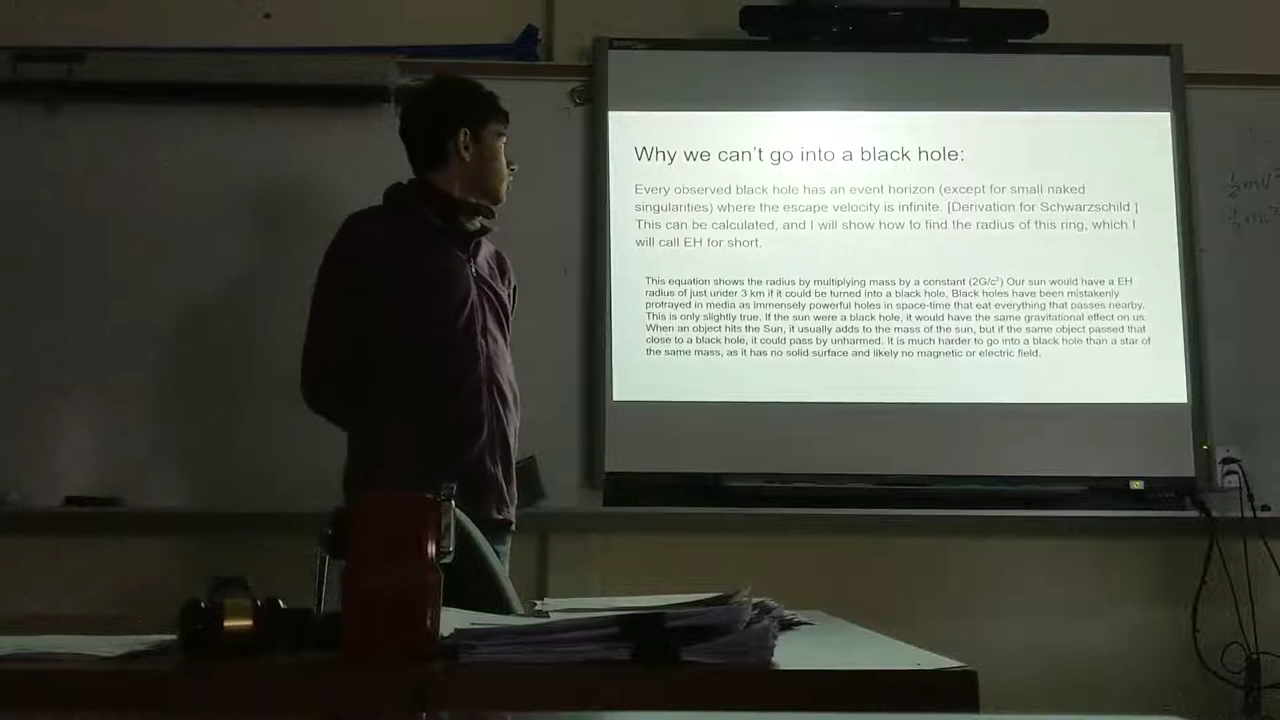 Why we can't go into a black hole:
Every observed black hole has an event horizon (except for small naked
singularities) where the escape velocity is infinite. [Derivation for Schwarzschild ]
This can be calculated, and I will show how to find the radius of this ring, which I
will call EH for short.
This equation shows the radius by multiplying mass by a constant (2G/c²) Our sun would have a EH
radius of just under 3 km if it could be turned into a black hole. Black holes have been mistakenly
protrayed in media as immensely powerful holes in space-time that eat everything that passes nearby.
This is only slightly true. If the sun were a black hole, it would have the same gravitational effect on us.
When an object hits the Sun, it usually adds to the mass of the sun, but if the same object passed that
close to a black hole, it could pass by unharmed. It is much harder to go into a black hole than a star of
the same mass, as it has no solid surface and likely no magnetic or electric field.
½mv²